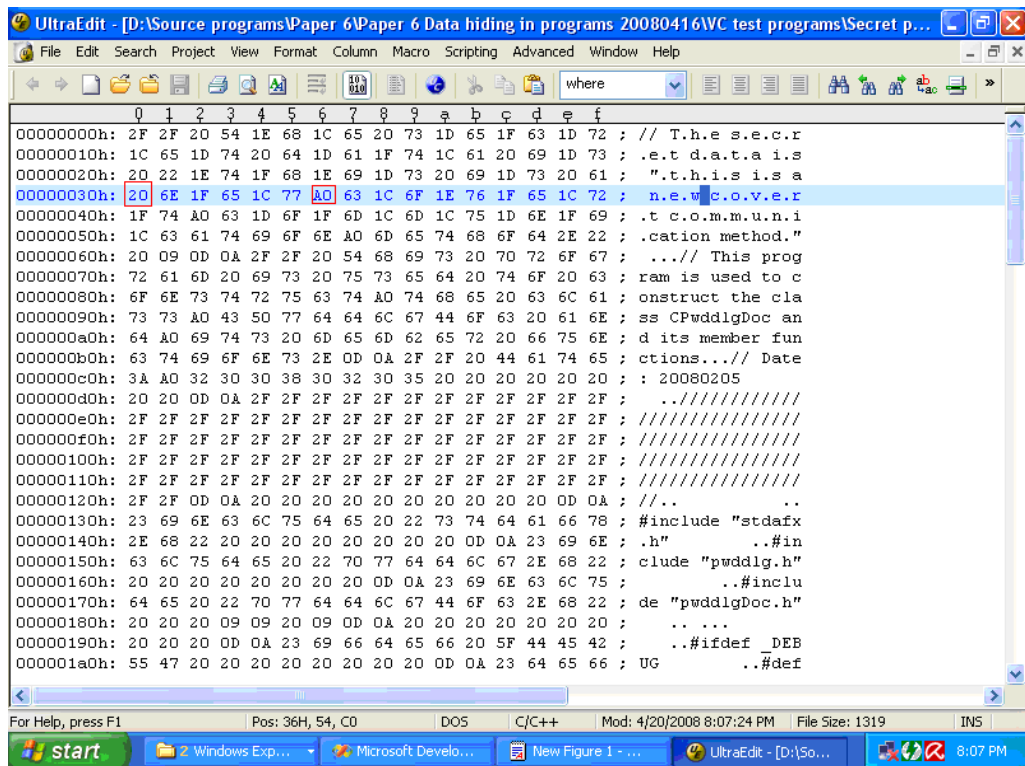 UltraEdit - [D:\Source programs\Paper 6\Paper 6 Data hiding in programs 20080416\VC test programs\Secret p...
File Edit Search Project View Format Column Macro Scripting Advanced Window Help
where
0 1 2 3 4 5 6 7 8 9 a b c d e f
00000000h: 2F 2F 20 54 1E 68 1C 65 20 73 1D 65 1F 63 1D 72 ; // T.h.e s.e.c.r
00000010h: 1C 65 1D 74 20 64 1D 61 1F 74 1C 61 20 69 1D 73 ; .e.t d.a.t.a i.s
00000020h: 20 22 1E 74 1F 68 1E 69 1D 73 20 69 1D 73 20 61 ;  ".t.h.i.s i.s a
00000030h: 20 6E 1F 65 1C 77 A0 63 1C 6F 1E 76 1F 65 1C 72 ;  n.e.w c.o.v.e.r
00000040h: 1F 74 A0 63 1D 6F 1F 6D 1C 6D 1C 75 1D 6E 1F 69 ; .t c.o.m.m.u.n.i
00000050h: 1C 63 61 74 69 6F 6E A0 6D 65 74 68 6F 64 2E 22 ; .cation method."
00000060h: 20 09 0D 0A 2F 2F 20 54 68 69 73 20 70 72 6F 67 ;  ...// This prog
00000070h: 72 61 6D 20 69 73 20 75 73 65 64 20 74 6F 20 63 ; ram is used to c
00000080h: 6F 6E 73 74 72 75 63 74 A0 74 68 65 20 63 6C 61 ; onstruct the cla
00000090h: 73 73 A0 43 50 77 64 64 6C 67 44 6F 63 20 61 6E ; ss CPwddlgDoc an
000000a0h: 64 A0 69 74 73 20 6D 65 6D 62 65 72 20 66 75 6E ; d its member fun
000000b0h: 63 74 69 6F 6E 73 2E 0D 0A 2F 2F 20 44 61 74 65 ; ctions...// Date
000000c0h: 3A A0 32 30 30 38 30 32 30 35 20 20 20 20 20 20 ; : 20080205
000000d0h: 20 20 0D 0A 2F 2F 2F 2F 2F 2F 2F 2F 2F 2F 2F 2F ;   ..////////////
000000e0h: 2F 2F 2F 2F 2F 2F 2F 2F 2F 2F 2F 2F 2F 2F 2F 2F ; ////////////////
000000f0h: 2F 2F 2F 2F 2F 2F 2F 2F 2F 2F 2F 2F 2F 2F 2F 2F ; ////////////////
00000100h: 2F 2F 2F 2F 2F 2F 2F 2F 2F 2F 2F 2F 2F 2F 2F 2F ; ////////////////
00000110h: 2F 2F 2F 2F 2F 2F 2F 2F 2F 2F 2F 2F 2F 2F 2F 2F ; ////////////////
00000120h: 2F 2F 0D 0A 20 20 20 20 20 20 20 20 20 20 0D 0A ; //..          ..
00000130h: 23 69 6E 63 6C 75 64 65 20 22 73 74 64 61 66 78 ; #include "stdafx
00000140h: 2E 68 22 20 20 20 20 20 20 20 20 0D 0A 23 69 6E ; .h"        ..#in
00000150h: 63 6C 75 64 65 20 22 70 77 64 64 6C 67 2E 68 22 ; clude "pwddlg.h"
00000160h: 20 20 20 20 20 20 20 20 0D 0A 23 69 6E 63 6C 75 ;         ..#inclu
00000170h: 64 65 20 22 70 77 64 64 6C 67 44 6F 63 2E 68 22 ; de "pwddlgDoc.h"
00000180h: 20 20 20 09 09 20 09 0D 0A 20 20 20 20 20 20 20 ;    .. ...
00000190h: 20 20 20 0D 0A 23 69 66 64 65 66 20 5F 44 45 42 ;    ..#ifdef _DEB
000001a0h: 55 47 20 20 20 20 20 20 20 20 0D 0A 23 64 65 66 ; UG        ..#def
For Help, press F1 Pos: 36H, 54, C0 DOS C/C++ Mod: 4/20/2008 8:07:24 PM File Size: 1319 INS
start 2 Windows Exp... Microsoft Develo... New Figure 1 - ... UltraEdit - [D:\So... 8:07 PM